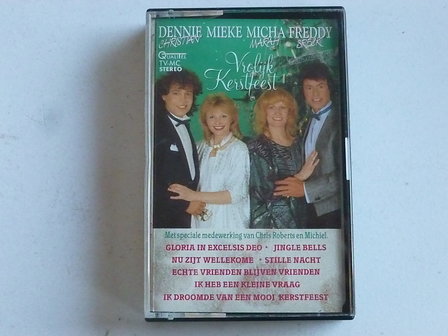 DENNIE MIEKE MICHA FREDDY
CHRISTIAN MARAH BRECK
QUALITEL
TV-MC
STEREO
Vrolijk
Kerstfeest!
Met speciale medewerking van Chris Roberts en Michiel.
GLORIA IN EXCELSIS DEO • JINGLE BELLS
NU ZIJT WELLEKOME • STILLE NACHT
ECHTE VRIENDEN BLIJVEN VRIENDEN
IK HEB EEN KLEINE VRAAG
IK DROOMDE VAN EEN MOOI KERSTFEEST